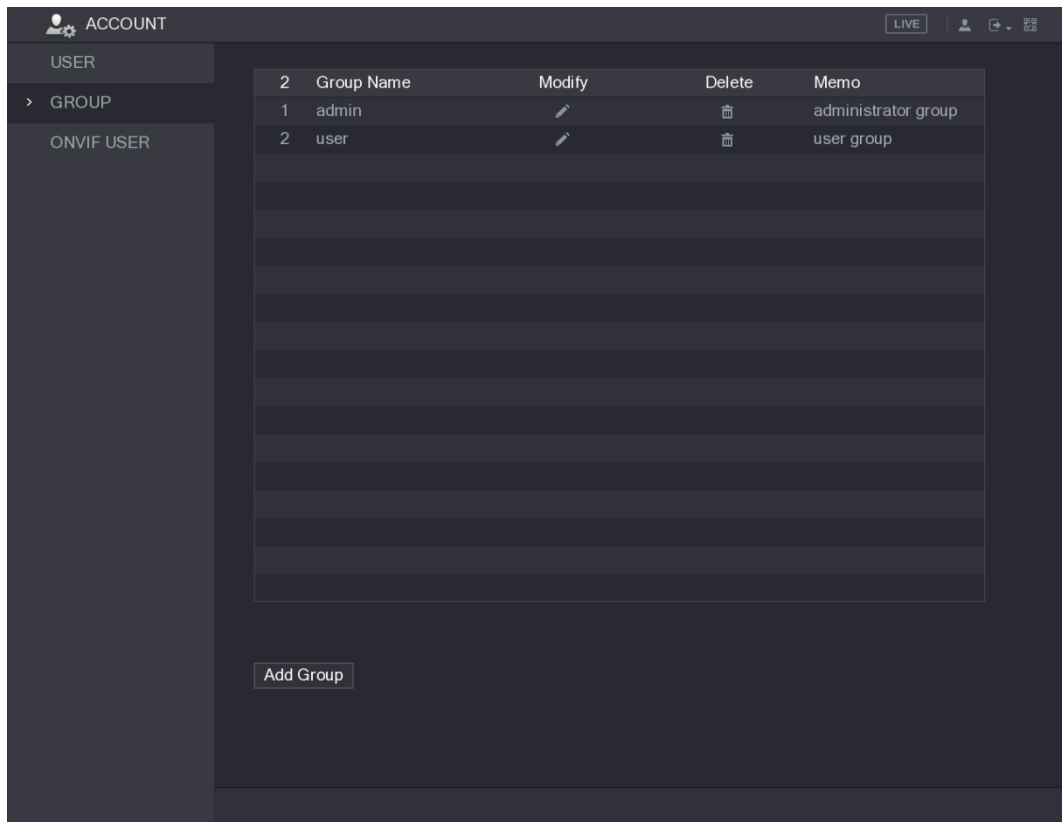 ACCOUNT LIVE
USER
GROUP
ONVIF USER
2 Group Name Modify Delete Memo
1 admin administrator group
2 user user group
Add Group